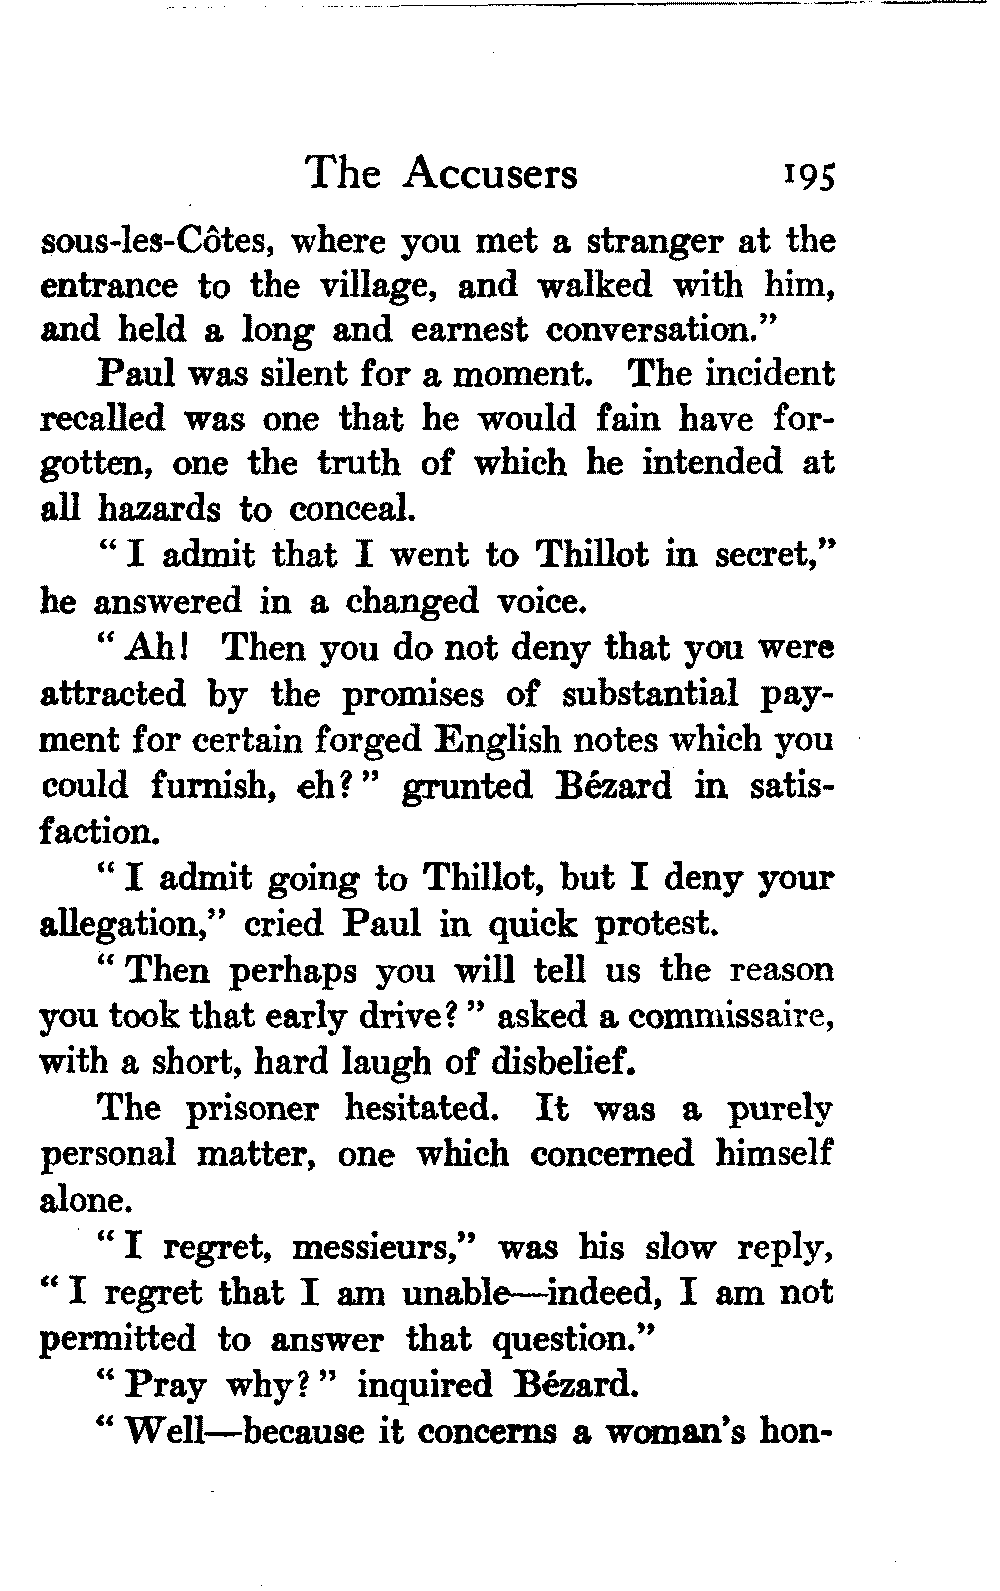 The Accusers 195
sous-les-Côtes, where you met a stranger at the
entrance to the village, and walked with him,
and held a long and earnest conversation."
Paul was silent for a moment. The incident
recalled was one that he would fain have for-
gotten, one the truth of which he intended at
all hazards to conceal.
"I admit that I went to Thillot in secret,"
he answered in a changed voice.
"Ah! Then you do not deny that you were
attracted by the promises of substantial pay-
ment for certain forged English notes which you
could furnish, eh?" grunted Bézard in satis-
faction.
"I admit going to Thillot, but I deny your
allegation," cried Paul in quick protest.
"Then perhaps you will tell us the reason
you took that early drive?" asked a commissaire,
with a short, hard laugh of disbelief.
The prisoner hesitated. It was a purely
personal matter, one which concerned himself
alone.
"I regret, messieurs," was his slow reply,
"I regret that I am unable—indeed, I am not
permitted to answer that question."
"Pray why?" inquired Bézard.
"Well—because it concerns a woman's hon-